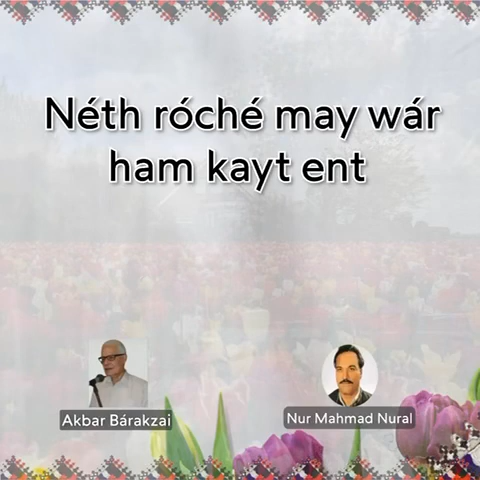 Néth róché may wár
ham kayt ent
Akbar Bárakzai
Nur Mahmad Nural